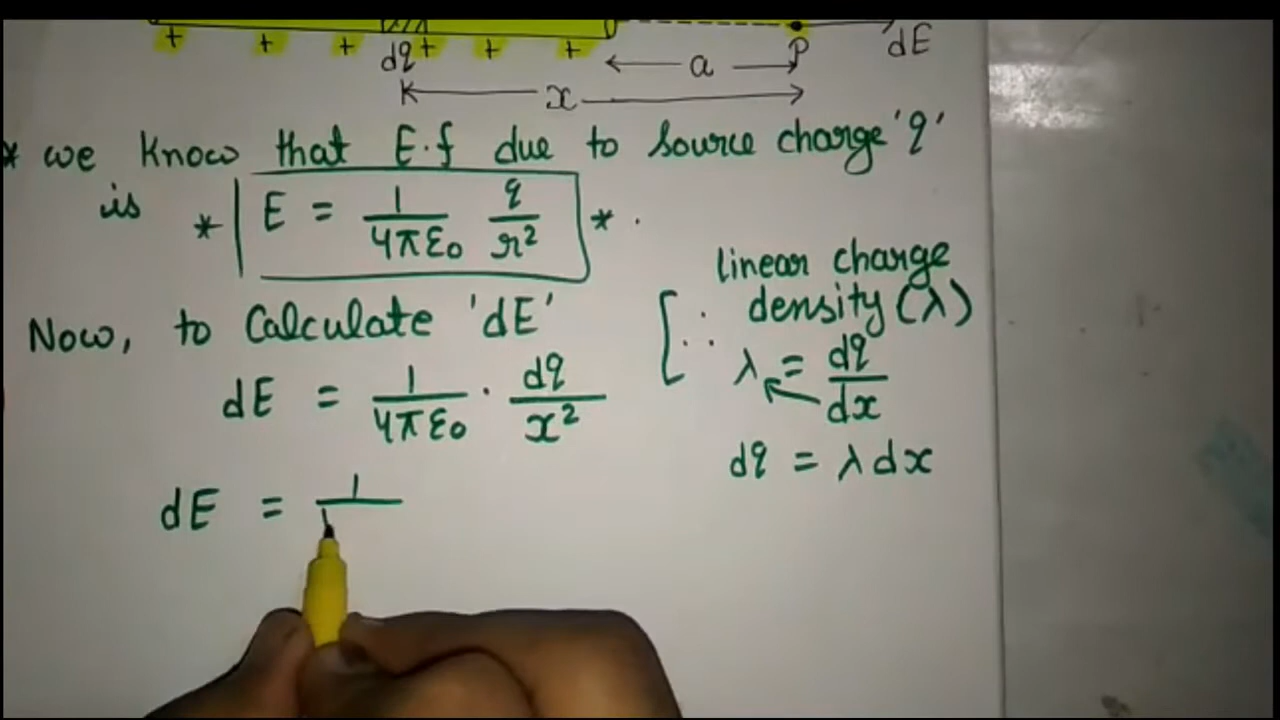 + + + dq + + + P dE
a
x
* we know that E.f due to source charge 'q'
is * E = 1/4πε₀ q/r² * .
linear charge
density (λ)
Now, to Calculate 'dE'
∵ λ = dq/dx
dE = 1/4πε₀ · dq/x²
dq = λ dx
dE = 1